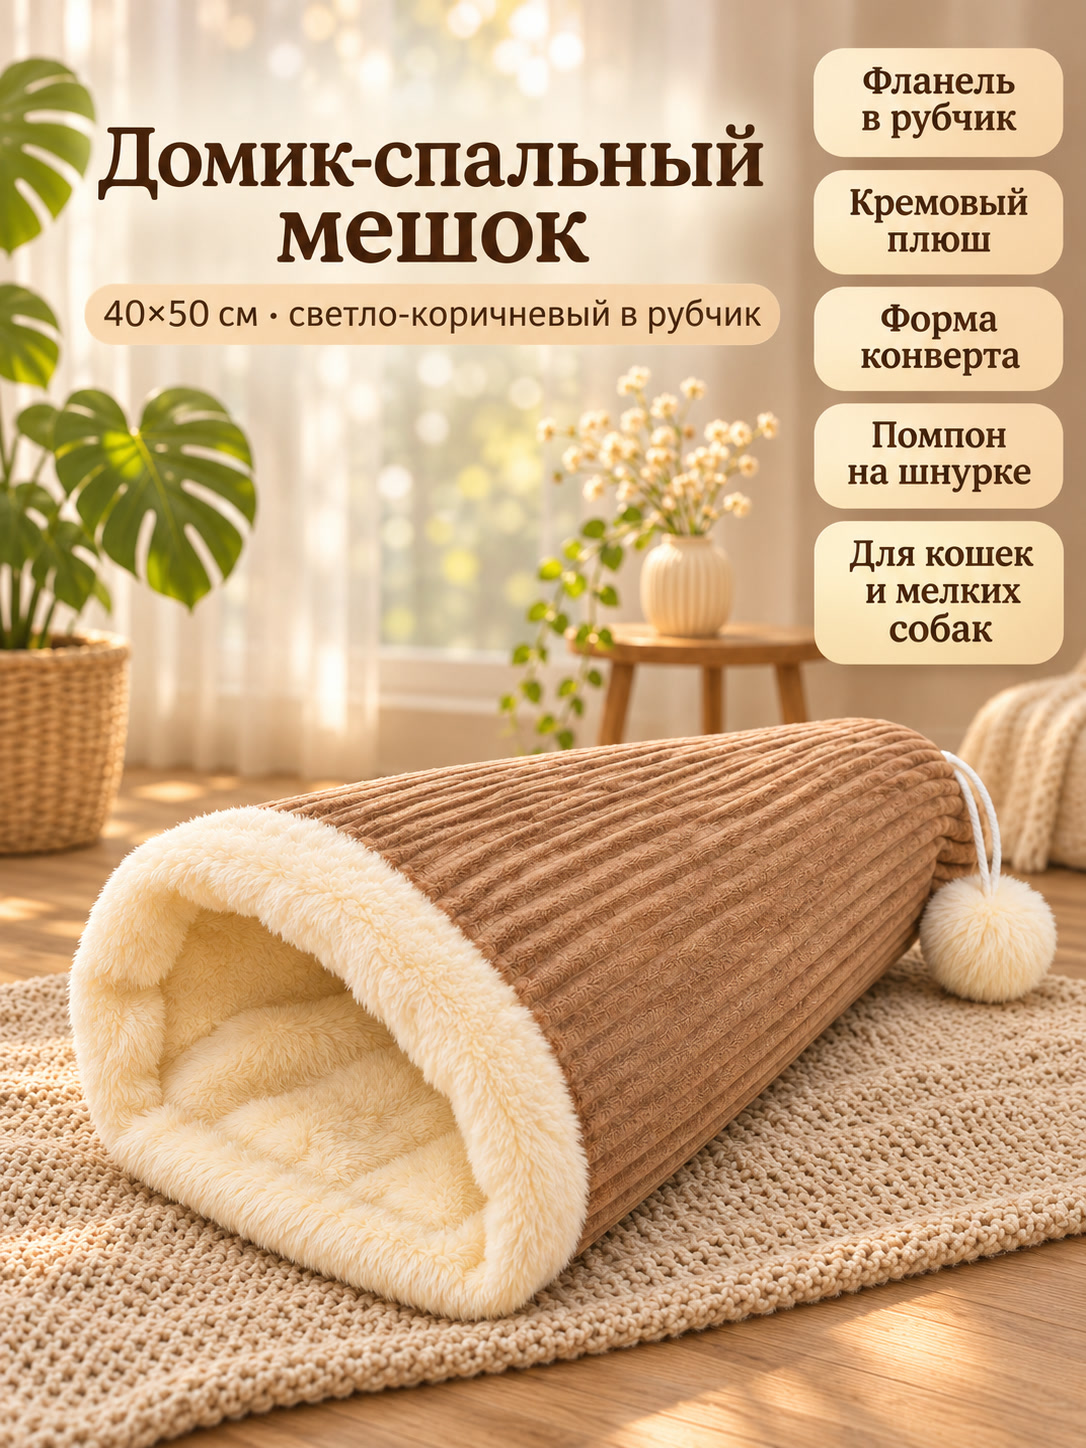 Домик-спальный
мешок
40×50 см • светло-коричневый в рубчик
Фланель
в рубчик
Кремовый
плюш
Форма
конверта
Помпон
на шнурке
Для кошек
и мелких
собак